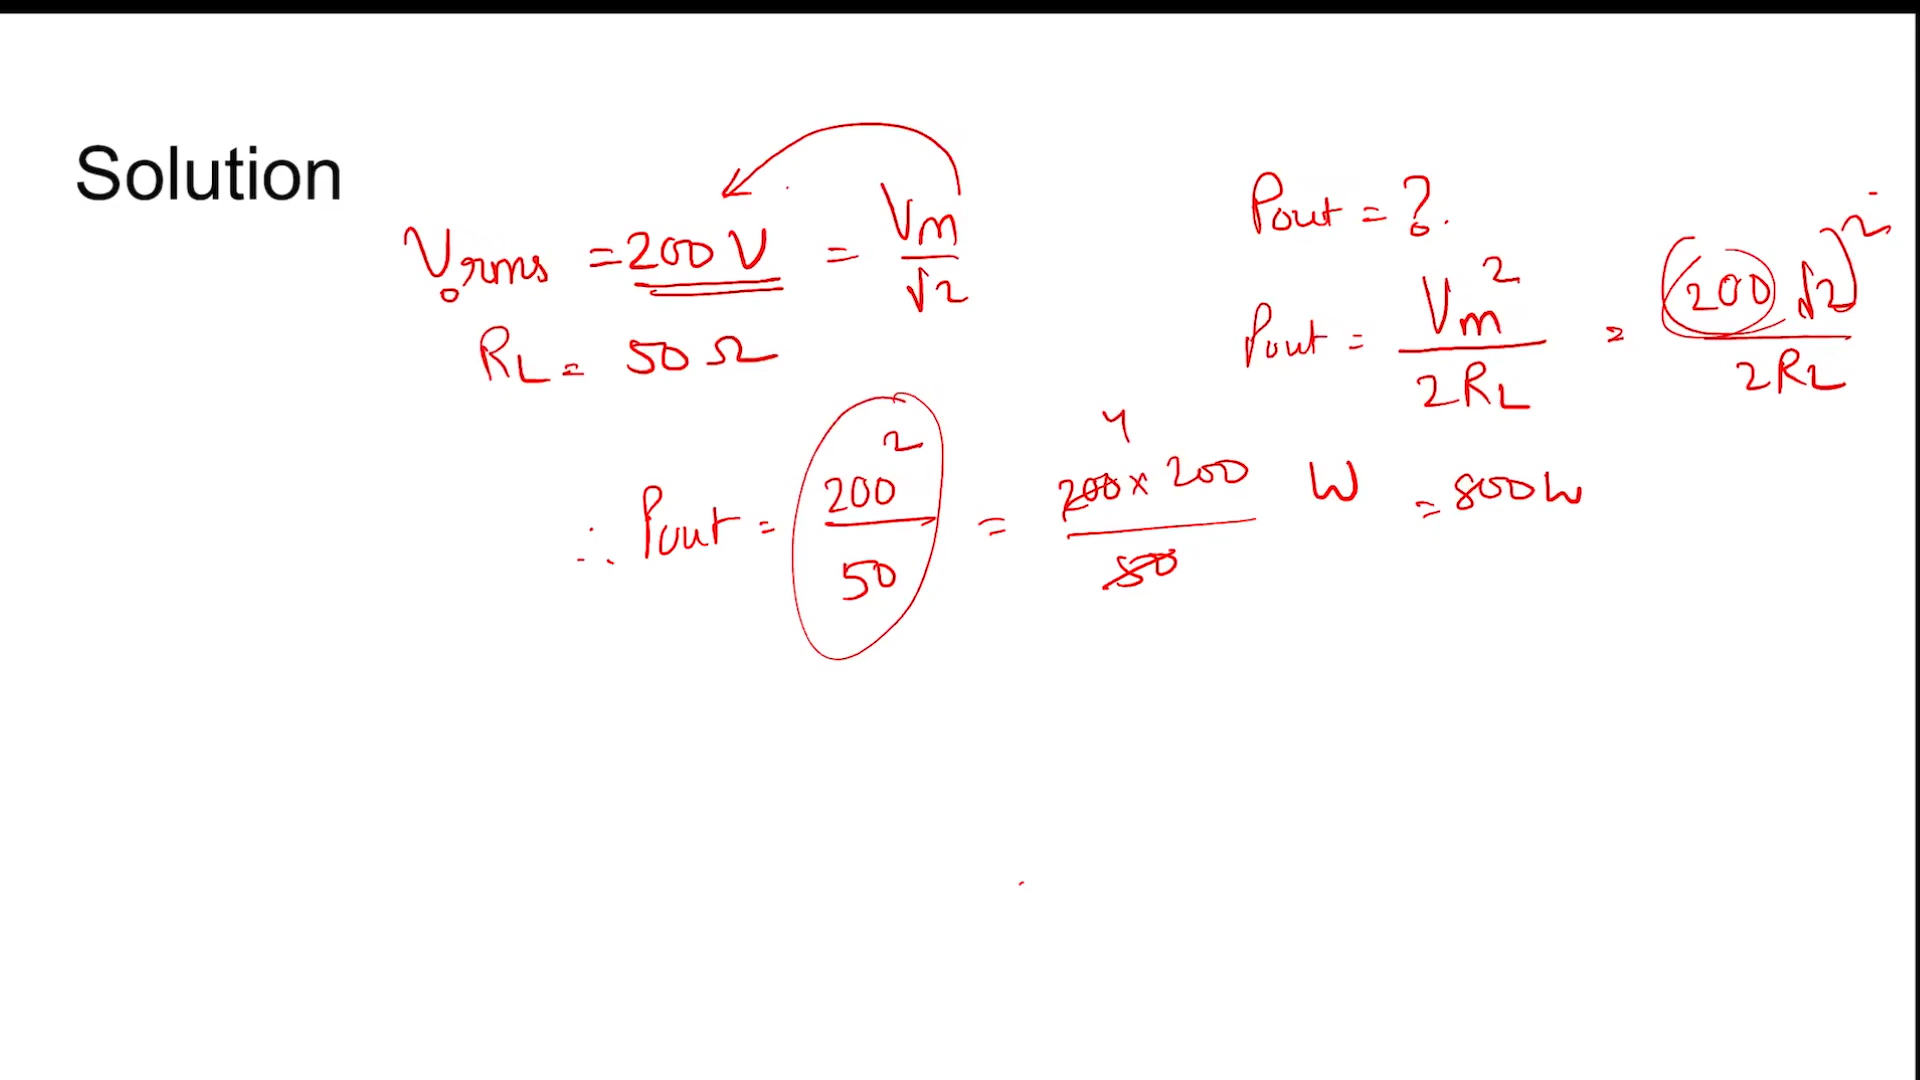 Solution
Vrms = 200 V = Vm/√2
RL = 50 Ω
Pout = ?.
Pout = Vm²/2RL = (200 √2)²/2RL
∴ Pout = 200²/50 = 200 x 200/50 W = 800W
4